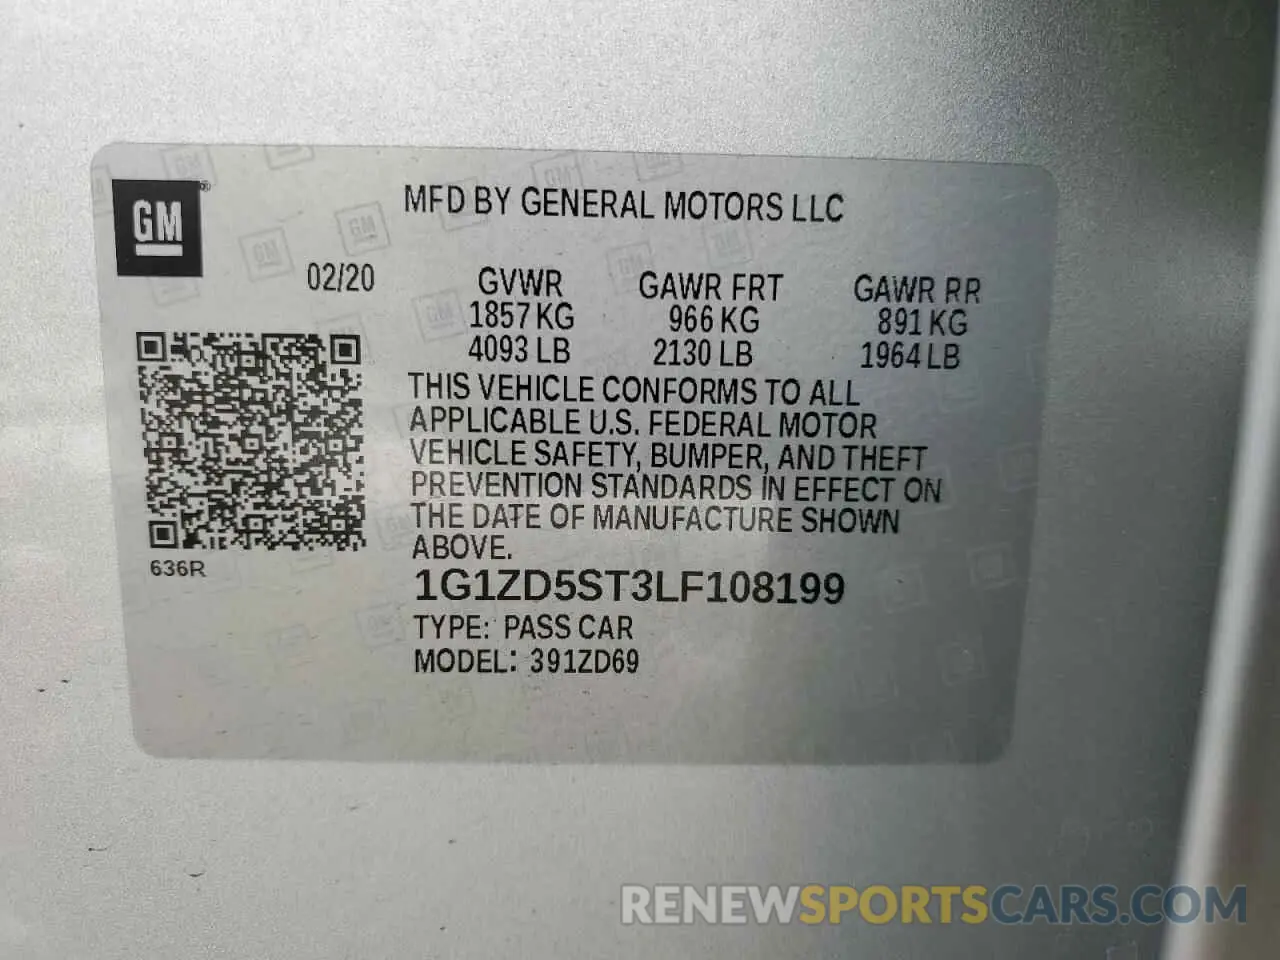 GM®
MFD BY GENERAL MOTORS LLC
02/20
GVWR GAWR FRT GAWR RR
1857 KG 966 KG 891 KG
4093 LB 2130 LB 1964 LB
THIS VEHICLE CONFORMS TO ALL
APPLICABLE U.S. FEDERAL MOTOR
VEHICLE SAFETY, BUMPER, AND THEFT
PREVENTION STANDARDS IN EFFECT ON
THE DATE OF MANUFACTURE SHOWN
ABOVE.
636R
1G1ZD5ST3LF108199
TYPE: PASS CAR
MODEL: 391ZD69
RENEWSPORTSCARS.COM